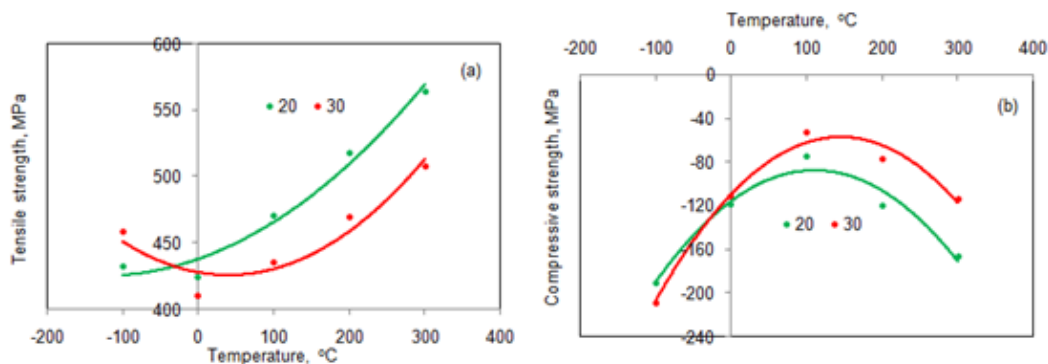 Tensile strength, MPa
600
550
500
450
400
-200 -100 0 100 200 300 400
Temperature, ºC
(a)
20 30
Temperature, ºC
-200 -100 0 100 200 300 400
0
-40
-80
-120
-160
-200
-240
Compressive strength, MPa
(b)
20 30